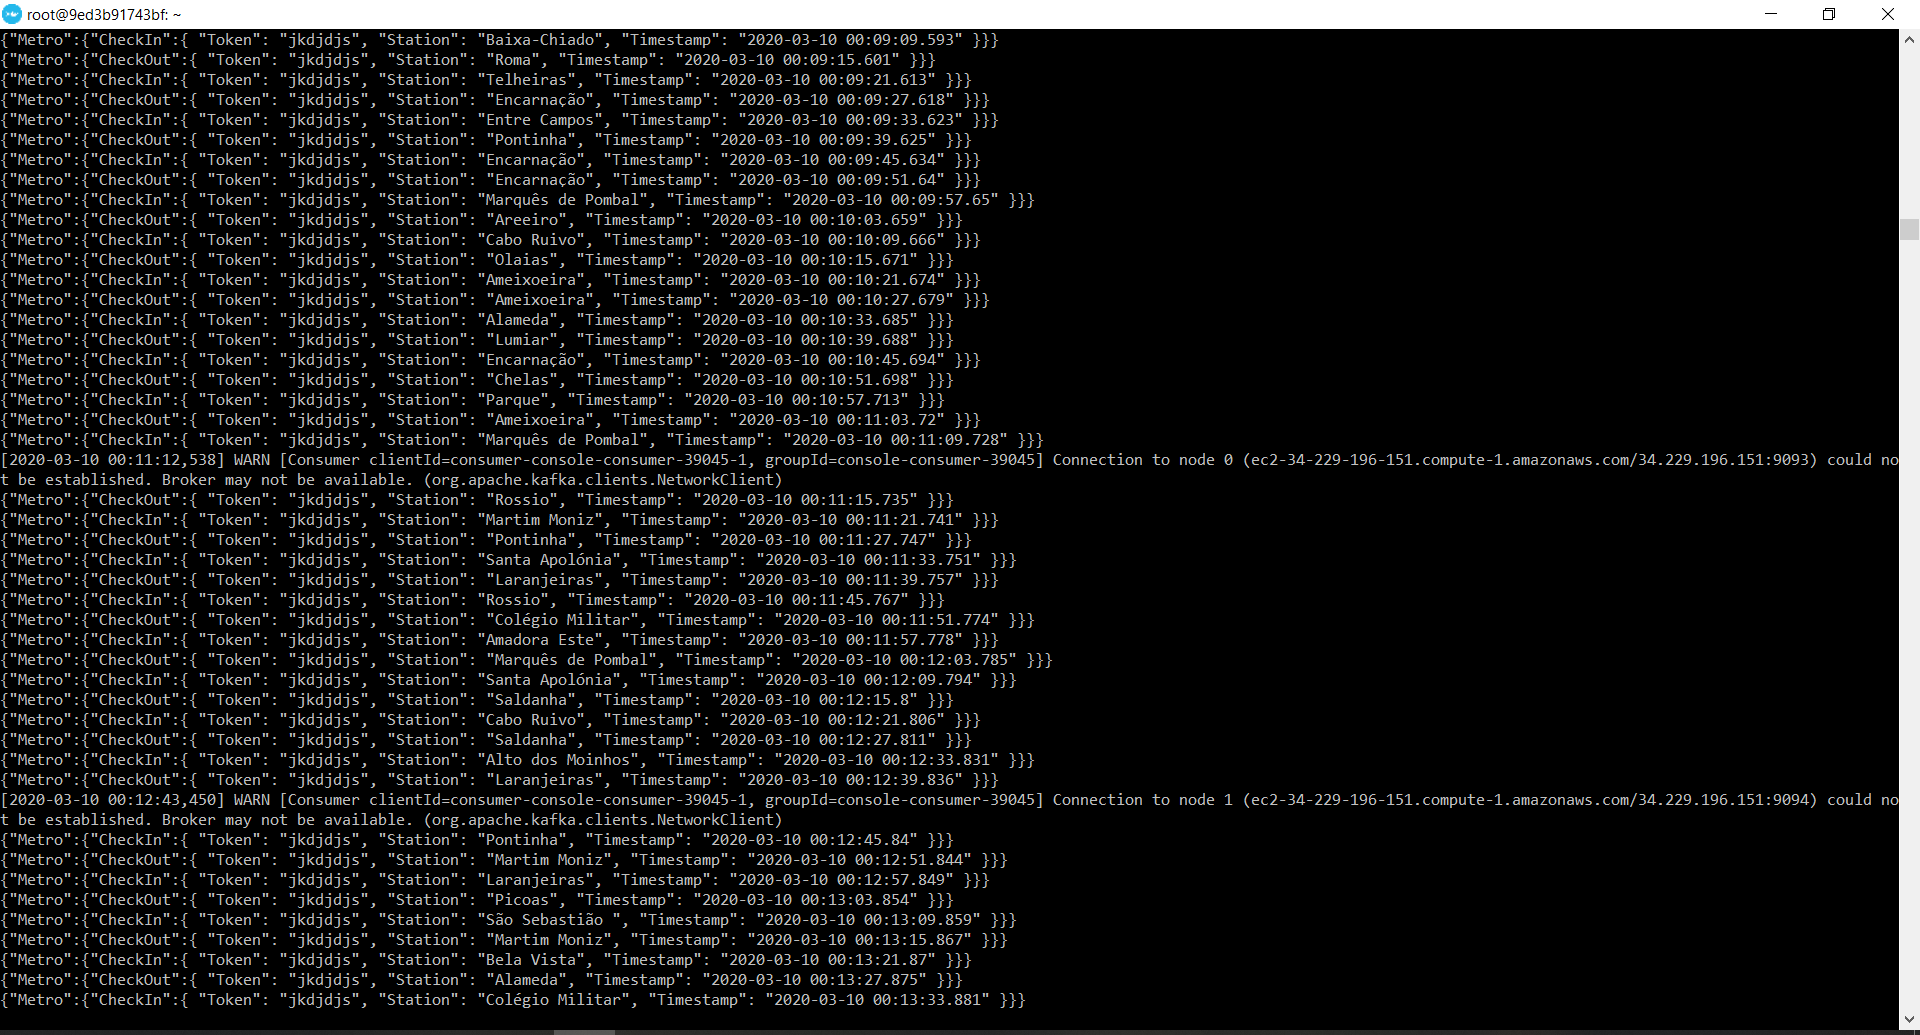 root@9ed3b91743bf: ~
{"Metro":{"CheckIn":{ "Token": "jkdjdjs", "Station": "Baixa-Chiado", "Timestamp": "2020-03-10 00:09:09.593" }}}
{"Metro":{"CheckOut":{ "Token": "jkdjdjs", "Station": "Roma", "Timestamp": "2020-03-10 00:09:15.601" }}}
{"Metro":{"CheckIn":{ "Token": "jkdjdjs", "Station": "Telheiras", "Timestamp": "2020-03-10 00:09:21.613" }}}
{"Metro":{"CheckOut":{ "Token": "jkdjdjs", "Station": "Encarnação", "Timestamp": "2020-03-10 00:09:27.618" }}}
{"Metro":{"CheckIn":{ "Token": "jkdjdjs", "Station": "Entre Campos", "Timestamp": "2020-03-10 00:09:33.623" }}}
{"Metro":{"CheckOut":{ "Token": "jkdjdjs", "Station": "Pontinha", "Timestamp": "2020-03-10 00:09:39.625" }}}
{"Metro":{"CheckIn":{ "Token": "jkdjdjs", "Station": "Encarnação", "Timestamp": "2020-03-10 00:09:45.634" }}}
{"Metro":{"CheckOut":{ "Token": "jkdjdjs", "Station": "Encarnação", "Timestamp": "2020-03-10 00:09:51.64" }}}
{"Metro":{"CheckIn":{ "Token": "jkdjdjs", "Station": "Marquês de Pombal", "Timestamp": "2020-03-10 00:09:57.65" }}}
{"Metro":{"CheckOut":{ "Token": "jkdjdjs", "Station": "Areeiro", "Timestamp": "2020-03-10 00:10:03.659" }}}
{"Metro":{"CheckIn":{ "Token": "jkdjdjs", "Station": "Cabo Ruivo", "Timestamp": "2020-03-10 00:10:09.666" }}}
{"Metro":{"CheckOut":{ "Token": "jkdjdjs", "Station": "Olaias", "Timestamp": "2020-03-10 00:10:15.671" }}}
{"Metro":{"CheckIn":{ "Token": "jkdjdjs", "Station": "Ameixoeira", "Timestamp": "2020-03-10 00:10:21.674" }}}
{"Metro":{"CheckOut":{ "Token": "jkdjdjs", "Station": "Ameixoeira", "Timestamp": "2020-03-10 00:10:27.679" }}}
{"Metro":{"CheckIn":{ "Token": "jkdjdjs", "Station": "Alameda", "Timestamp": "2020-03-10 00:10:33.685" }}}
{"Metro":{"CheckOut":{ "Token": "jkdjdjs", "Station": "Lumiar", "Timestamp": "2020-03-10 00:10:39.688" }}}
{"Metro":{"CheckIn":{ "Token": "jkdjdjs", "Station": "Encarnação", "Timestamp": "2020-03-10 00:10:45.694" }}}
{"Metro":{"CheckOut":{ "Token": "jkdjdjs", "Station": "Chelas", "Timestamp": "2020-03-10 00:10:51.698" }}}
{"Metro":{"CheckIn":{ "Token": "jkdjdjs", "Station": "Parque", "Timestamp": "2020-03-10 00:10:57.713" }}}
{"Metro":{"CheckOut":{ "Token": "jkdjdjs", "Station": "Ameixoeira", "Timestamp": "2020-03-10 00:11:03.72" }}}
{"Metro":{"CheckIn":{ "Token": "jkdjdjs", "Station": "Marquês de Pombal", "Timestamp": "2020-03-10 00:11:09.728" }}}
[2020-03-10 00:11:12,538] WARN [Consumer clientId=consumer-console-consumer-39045-1, groupId=console-consumer-39045] Connection to node 0 (ec2-34-229-196-151.compute-1.amazonaws.com/34.229.196.151:9093) could no
t be established. Broker may not be available. (org.apache.kafka.clients.NetworkClient)
{"Metro":{"CheckOut":{ "Token": "jkdjdjs", "Station": "Rossio", "Timestamp": "2020-03-10 00:11:15.735" }}}
{"Metro":{"CheckIn":{ "Token": "jkdjdjs", "Station": "Martim Moniz", "Timestamp": "2020-03-10 00:11:21.741" }}}
{"Metro":{"CheckOut":{ "Token": "jkdjdjs", "Station": "Pontinha", "Timestamp": "2020-03-10 00:11:27.747" }}}
{"Metro":{"CheckIn":{ "Token": "jkdjdjs", "Station": "Santa Apolónia", "Timestamp": "2020-03-10 00:11:33.751" }}}
{"Metro":{"CheckOut":{ "Token": "jkdjdjs", "Station": "Laranjeiras", "Timestamp": "2020-03-10 00:11:39.757" }}}
{"Metro":{"CheckIn":{ "Token": "jkdjdjs", "Station": "Rossio", "Timestamp": "2020-03-10 00:11:45.767" }}}
{"Metro":{"CheckOut":{ "Token": "jkdjdjs", "Station": "Colégio Militar", "Timestamp": "2020-03-10 00:11:51.774" }}}
{"Metro":{"CheckIn":{ "Token": "jkdjdjs", "Station": "Amadora Este", "Timestamp": "2020-03-10 00:11:57.778" }}}
{"Metro":{"CheckOut":{ "Token": "jkdjdjs", "Station": "Marquês de Pombal", "Timestamp": "2020-03-10 00:12:03.785" }}}
{"Metro":{"CheckIn":{ "Token": "jkdjdjs", "Station": "Santa Apolónia", "Timestamp": "2020-03-10 00:12:09.794" }}}
{"Metro":{"CheckOut":{ "Token": "jkdjdjs", "Station": "Saldanha", "Timestamp": "2020-03-10 00:12:15.8" }}}
{"Metro":{"CheckIn":{ "Token": "jkdjdjs", "Station": "Cabo Ruivo", "Timestamp": "2020-03-10 00:12:21.806" }}}
{"Metro":{"CheckOut":{ "Token": "jkdjdjs", "Station": "Saldanha", "Timestamp": "2020-03-10 00:12:27.811" }}}
{"Metro":{"CheckIn":{ "Token": "jkdjdjs", "Station": "Alto dos Moinhos", "Timestamp": "2020-03-10 00:12:33.831" }}}
{"Metro":{"CheckOut":{ "Token": "jkdjdjs", "Station": "Laranjeiras", "Timestamp": "2020-03-10 00:12:39.836" }}}
[2020-03-10 00:12:43,450] WARN [Consumer clientId=consumer-console-consumer-39045-1, groupId=console-consumer-39045] Connection to node 1 (ec2-34-229-196-151.compute-1.amazonaws.com/34.229.196.151:9094) could no
t be established. Broker may not be available. (org.apache.kafka.clients.NetworkClient)
{"Metro":{"CheckIn":{ "Token": "jkdjdjs", "Station": "Pontinha", "Timestamp": "2020-03-10 00:12:45.84" }}}
{"Metro":{"CheckOut":{ "Token": "jkdjdjs", "Station": "Martim Moniz", "Timestamp": "2020-03-10 00:12:51.844" }}}
{"Metro":{"CheckIn":{ "Token": "jkdjdjs", "Station": "Laranjeiras", "Timestamp": "2020-03-10 00:12:57.849" }}}
{"Metro":{"CheckOut":{ "Token": "jkdjdjs", "Station": "Picoas", "Timestamp": "2020-03-10 00:13:03.854" }}}
{"Metro":{"CheckIn":{ "Token": "jkdjdjs", "Station": "São Sebastião ", "Timestamp": "2020-03-10 00:13:09.859" }}}
{"Metro":{"CheckOut":{ "Token": "jkdjdjs", "Station": "Martim Moniz", "Timestamp": "2020-03-10 00:13:15.867" }}}
{"Metro":{"CheckIn":{ "Token": "jkdjdjs", "Station": "Bela Vista", "Timestamp": "2020-03-10 00:13:21.87" }}}
{"Metro":{"CheckOut":{ "Token": "jkdjdjs", "Station": "Alameda", "Timestamp": "2020-03-10 00:13:27.875" }}}
{"Metro":{"CheckIn":{ "Token": "jkdjdjs", "Station": "Colégio Militar", "Timestamp": "2020-03-10 00:13:33.881" }}}